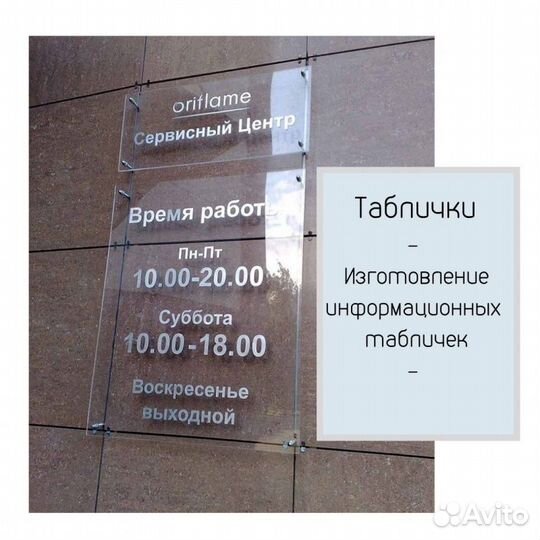 oriflame
Сервисный Центр
Время работы
Пн-Пт
10.00-20.00
Суббота
10.00-18.00
Воскресенье
выходной
Таблички
-
Изготовление
информационных
табличек
-
Avito